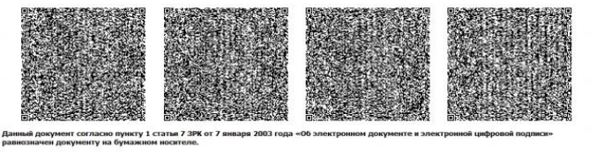 Данный документ согласно пункту 1 статьи 7 ЗРК от 7 января 2003 года «Об электронном документе и электронной цифровой подписи»
равнозначен документу на бумажном носителе.